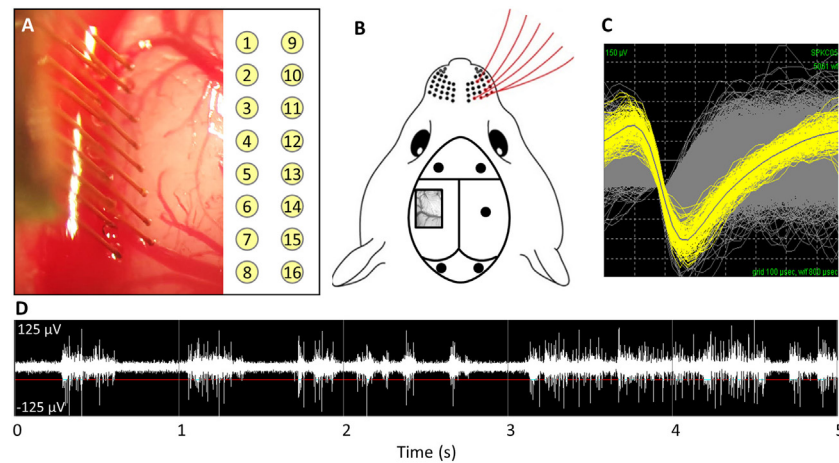 A
1 9
2 10
3 11
4 12
5 13
6 14
7 15
8 16
B
C
150 µV
grid 100 µsec, wf 800 µsec
D
125 µV
-125 µV
0 1 2 3 4 5
Time (s)